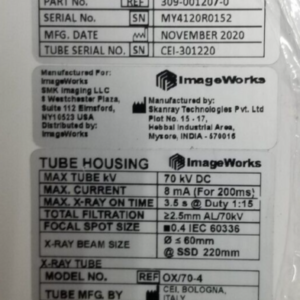 PART No. REF 309-001207-0
SERIAL No. SN MY4120R0152
MFG. DATE NOVEMBER 2020
TUBE SERIAL No. SN CEI-301220
Manufactured For:
ImageWorks
SMK Imaging LLC
8 Westchester Plaza,
Suite 112 Elmsford,
NY10523 USA
ImageWorks
Manufactured By:
Skanray Technologies Pvt. Ltd
Plot No. 15 - 17,
Hebbal Industrial Area,
Mysore, INDIA - 570016
TUBE HOUSING ImageWorks
MAX TUBE kV 70 kV DC
MAX. CURRENT 8 mA (For 200ms)
MAX. X-RAY ON TIME 3.5 s @ Duty 1:15
TOTAL FILTRATION ≥2.5mm AL/70kV
FOCAL SPOT SIZE 0.4 IEC 60336
X-RAY BEAM SIZE Ø ≤ 60mm
@ SSD 220mm
X-RAY TUBE
MODEL NO. REF OX/70-4
TUBE MFG. BY CEI, BOLOGNA,
ITALY